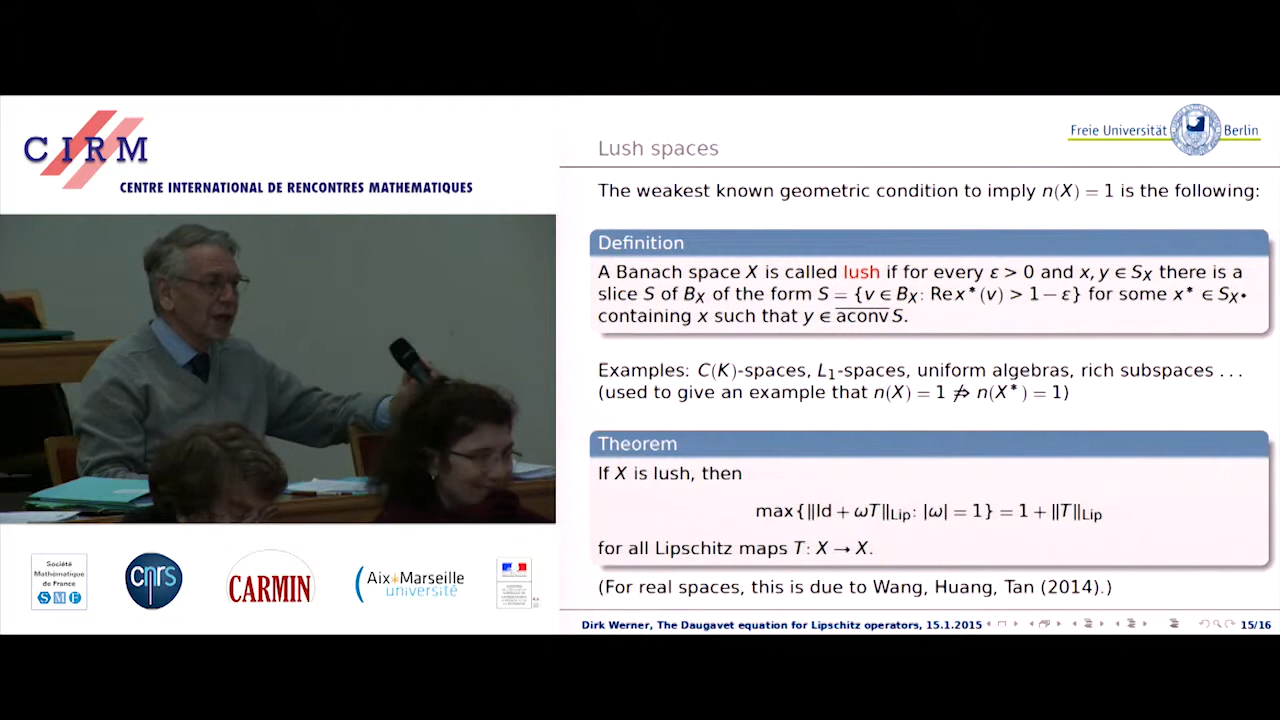 CIRM
CENTRE INTERNATIONAL DE RENCONTRES MATHEMATIQUES
Société
Mathématique
de France
SMF
cnrs
CARMIN
Aix✶Marseille
université
Freie Universität Berlin
Lush spaces
The weakest known geometric condition to imply n(X) = 1 is the following:
Definition
A Banach space X is called lush if for every ε > 0 and x, y ∈ S_X there is a
slice S of B_X of the form S = {v ∈ B_X: Re x*(v) > 1 − ε} for some x* ∈ S_X*
containing x such that y ∈ \overline{aconv} S.
Examples: C(K)-spaces, L₁-spaces, uniform algebras, rich subspaces ...
(used to give an example that n(X) = 1 ⇏ n(X*) = 1)
Theorem
If X is lush, then
max{‖Id + ωT‖_Lip: |ω| = 1} = 1 + ‖T‖_Lip
for all Lipschitz maps T: X → X.
(For real spaces, this is due to Wang, Huang, Tan (2014).)
Dirk Werner, The Daugavet equation for Lipschitz operators, 15.1.2015 15/16